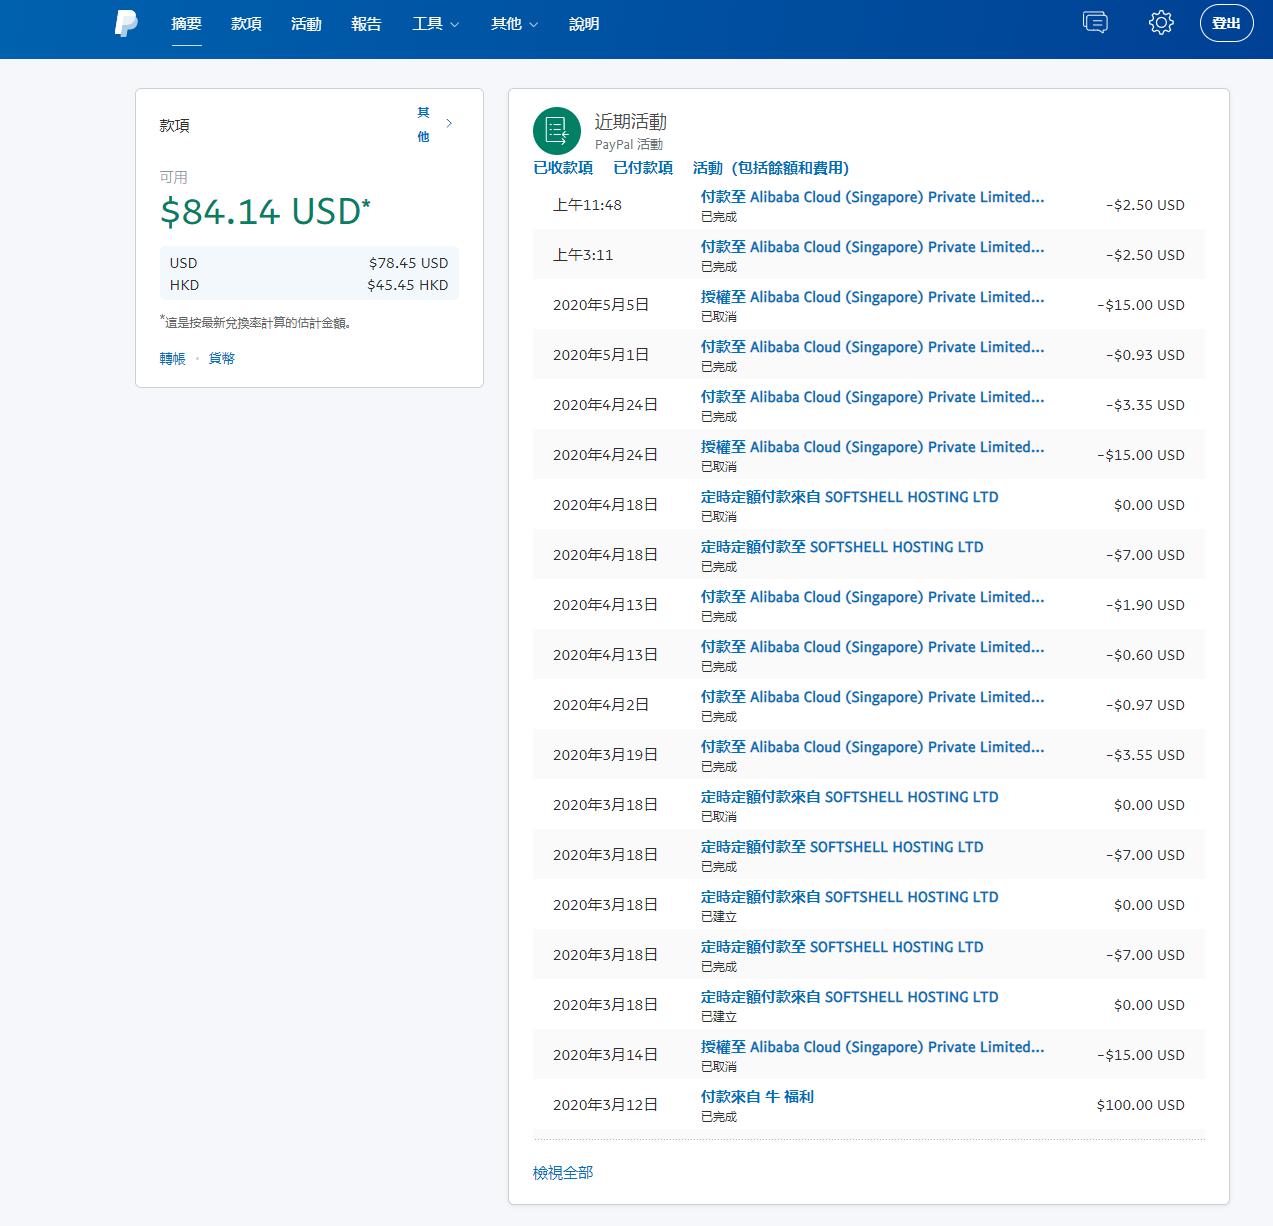 摘要 款項 活動 報告 工具 其他 說明 登出
款項
其
他
可用
$84.14 USD*
USD $78.45 USD
HKD $45.45 HKD
*這是按最新兌換率計算的估計金額。
轉帳 · 貨幣
近期活動
PayPal 活動
已收款項 已付款項 活動（包括餘額和費用）
上午11:48 付款至 Alibaba Cloud (Singapore) Private Limited... -$2.50 USD
已完成
上午3:11 付款至 Alibaba Cloud (Singapore) Private Limited... -$2.50 USD
已完成
2020年5月5日 授權至 Alibaba Cloud (Singapore) Private Limited... -$15.00 USD
已取消
2020年5月1日 付款至 Alibaba Cloud (Singapore) Private Limited... -$0.93 USD
已完成
2020年4月24日 付款至 Alibaba Cloud (Singapore) Private Limited... -$3.35 USD
已完成
2020年4月24日 授權至 Alibaba Cloud (Singapore) Private Limited... -$15.00 USD
已取消
2020年4月18日 定時定額付款來自 SOFTSHELL HOSTING LTD $0.00 USD
已取消
2020年4月18日 定時定額付款至 SOFTSHELL HOSTING LTD -$7.00 USD
已完成
2020年4月13日 付款至 Alibaba Cloud (Singapore) Private Limited... -$1.90 USD
已完成
2020年4月13日 付款至 Alibaba Cloud (Singapore) Private Limited... -$0.60 USD
已完成
2020年4月2日 付款至 Alibaba Cloud (Singapore) Private Limited... -$0.97 USD
已完成
2020年3月19日 付款至 Alibaba Cloud (Singapore) Private Limited... -$3.55 USD
已完成
2020年3月18日 定時定額付款來自 SOFTSHELL HOSTING LTD $0.00 USD
已取消
2020年3月18日 定時定額付款至 SOFTSHELL HOSTING LTD -$7.00 USD
已完成
2020年3月18日 定時定額付款來自 SOFTSHELL HOSTING LTD $0.00 USD
已建立
2020年3月18日 定時定額付款至 SOFTSHELL HOSTING LTD -$7.00 USD
已完成
2020年3月18日 定時定額付款來自 SOFTSHELL HOSTING LTD $0.00 USD
已建立
2020年3月14日 授權至 Alibaba Cloud (Singapore) Private Limited... -$15.00 USD
已取消
2020年3月12日 付款來自 牛 福利 $100.00 USD
已完成
檢視全部